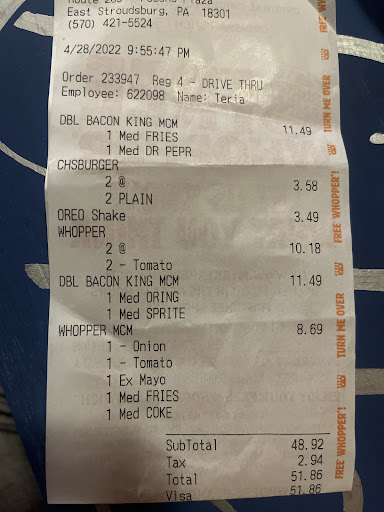 East Stroudsburg, PA 18301
(570) 421-5524
4/28/2022 9:55:47 PM
Order 233947 Reg 4 - DRIVE THRU
Employee: 622098 Name: Teria
DBL BACON KING MCM 11.49
1 Med FRIES
1 Med DR PEPR
CHSBURGER
2 @ 3.58
2 PLAIN
OREO Shake 3.49
WHOPPER
2 @ 10.18
2 - Tomato
DBL BACON KING MCM 11.49
1 Med ORING
1 Med SPRITE
WHOPPER MCM 8.69
1 - Onion
1 - Tomato
1 Ex Mayo
1 Med FRIES
1 Med COKE
SubTotal 48.92
Tax 2.94
Total 51.86
Visa 51.86
FREE WHOPPER!
TURN ME OVER
FREE WHOPPER!
TURN ME OVER
FREE WHOPPER!